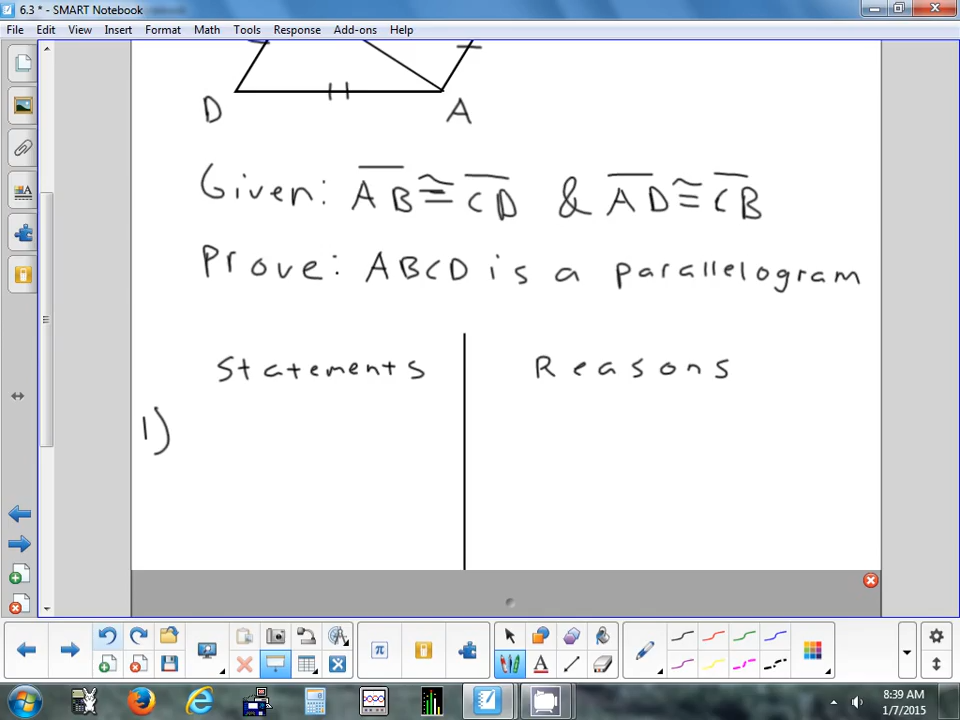 6.3 * - SMART Notebook
File Edit View Insert Format Math Tools Response Add-ons Help
D A
Given: AB ≅ CD & AD ≅ CB
Prove: ABCD is a parallelogram
Statements Reasons
1)
π
A
8:39 AM
1/7/2015